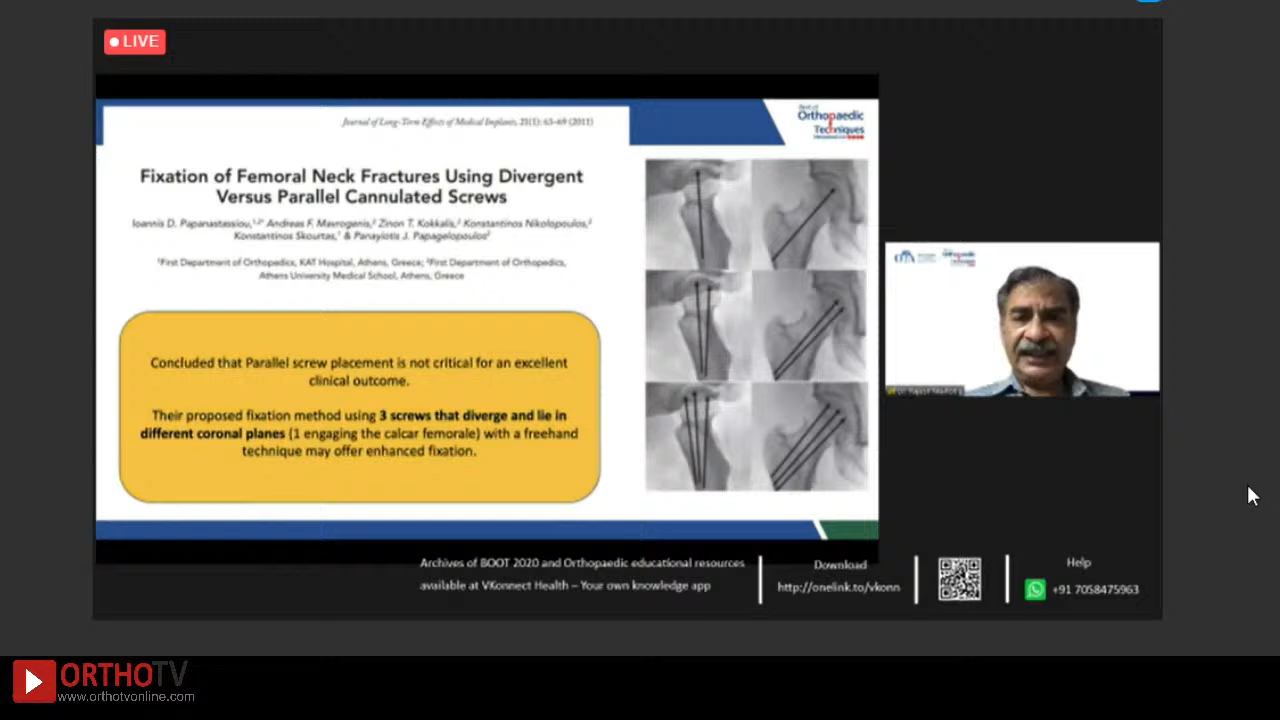 LIVE
Journal of Long-Term Effects of Medical Implants, 21(1): 63–69 (2011)
Best of
Orthopaedic
Techniques
Fixation of Femoral Neck Fractures Using Divergent
Versus Parallel Cannulated Screws
Ioannis D. Papanastassiou, Andreas F. Mavrogenis, Zinon T. Kokkalis, Konstantinos Nikolopoulos,
Konstantinos Skourtas, & Panayiotis J. Papagelopoulos
First Department of Orthopedics, KAT Hospital, Athens, Greece; First Department of Orthopedics,
Athens University Medical School, Athens, Greece
Concluded that Parallel screw placement is not critical for an excellent
clinical outcome.
Their proposed fixation method using 3 screws that diverge and lie in
different coronal planes (1 engaging the calcar femorale) with a freehand
technique may offer enhanced fixation.
Archives of BOOT 2020 and Orthopaedic educational resources
available at VKonnect Health – Your own knowledge app
Download
http://onelink.to/vkonn
Help
+91 7058475963
ORTHOTV
www.orthotvonline.com